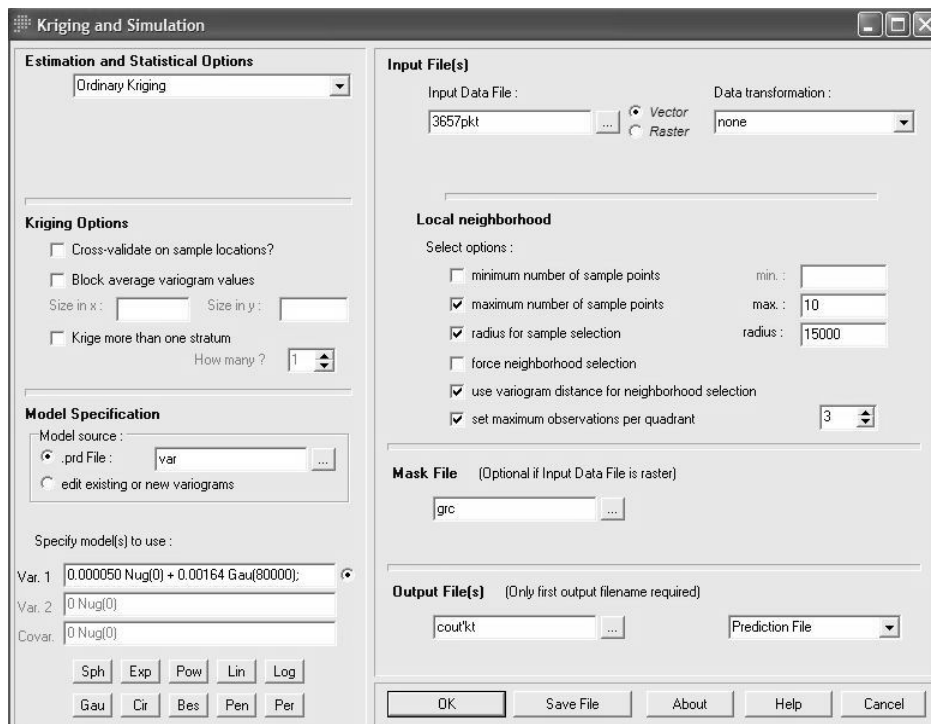 Kriging and Simulation
Estimation and Statistical Options
Ordinary Kriging
Kriging Options
Cross-validate on sample locations?
Block average variogram values
Size in x : Size in y :
Krige more than one stratum
How many ? 1
Model Specification
Model source :
.prd File : var ...
edit existing or new variograms
Specify model(s) to use :
Var. 1 0.000050 Nug(0) + 0.00164 Gau(80000);
Var. 2 0 Nug(0)
Covar. 0 Nug(0)
Sph Exp Pow Lin Log
Gau Cir Bes Pen Per
Input File(s)
Input Data File : Data transformation :
3657pkt ... Vector none
Raster
Local neighborhood
Select options :
minimum number of sample points min. :
maximum number of sample points max. : 10
radius for sample selection radius : 15000
force neighborhood selection
use variogram distance for neighborhood selection
set maximum observations per quadrant 3
Mask File (Optional if Input Data File is raster)
grc ...
Output File(s) (Only first output filename required)
cout'kt ... Prediction File
OK Save File About Help Cancel